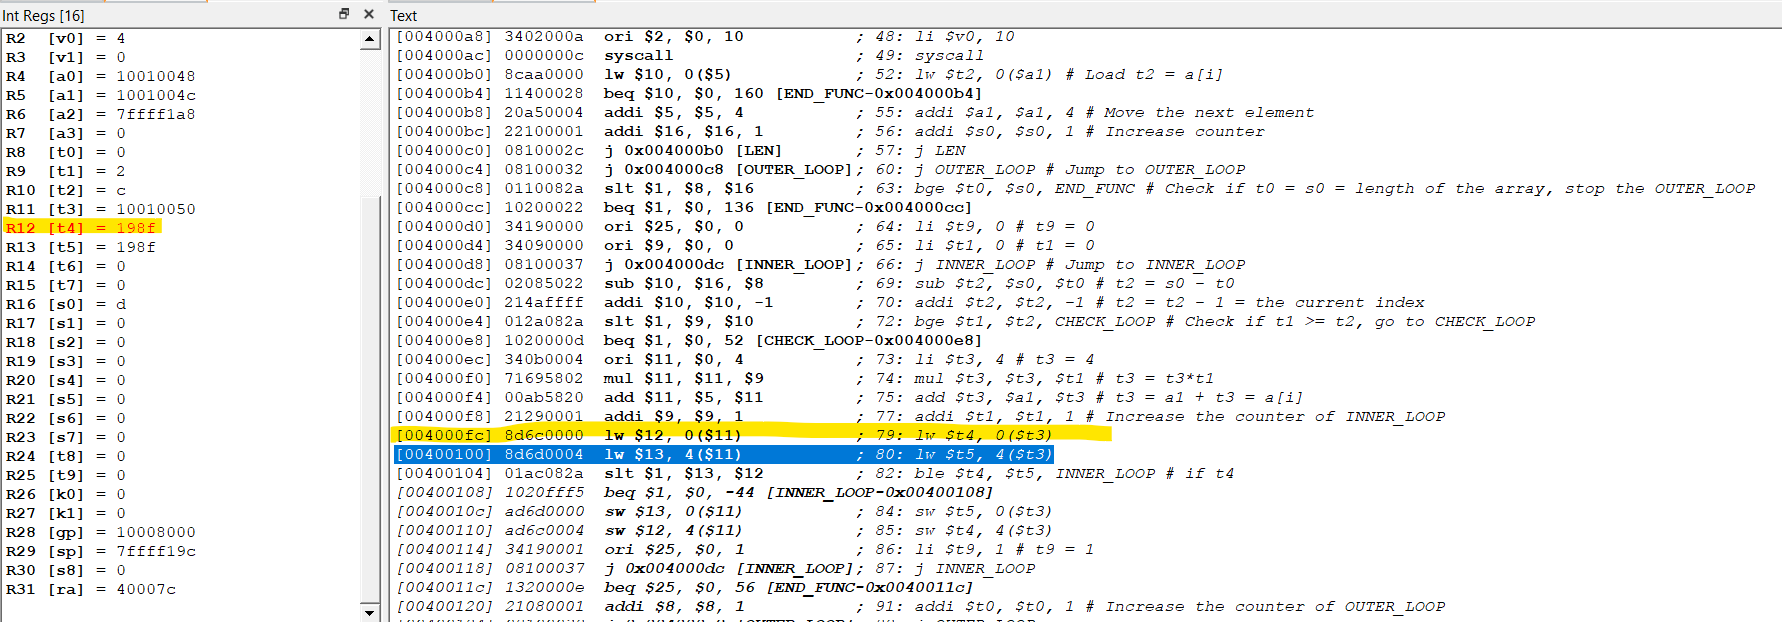 Int Regs [16]
R2 [v0] = 4
R3 [v1] = 0
R4 [a0] = 10010048
R5 [a1] = 1001004c
R6 [a2] = 7ffff1a8
R7 [a3] = 0
R8 [t0] = 0
R9 [t1] = 2
R10 [t2] = c
R11 [t3] = 10010050
R12 [t4] = 198f
R13 [t5] = 198f
R14 [t6] = 0
R15 [t7] = 0
R16 [s0] = d
R17 [s1] = 0
R18 [s2] = 0
R19 [s3] = 0
R20 [s4] = 0
R21 [s5] = 0
R22 [s6] = 0
R23 [s7] = 0
R24 [t8] = 0
R25 [t9] = 0
R26 [k0] = 0
R27 [k1] = 0
R28 [gp] = 10008000
R29 [sp] = 7ffff19c
R30 [s8] = 0
R31 [ra] = 40007c
Text
[004000a8] 3402000a ori $2, $0, 10 ; 48: li $v0, 10
[004000ac] 0000000c syscall ; 49: syscall
[004000b0] 8caa0000 lw $10, 0($5) ; 52: lw $t2, 0($a1) # Load t2 = a[i]
[004000b4] 11400028 beq $10, $0, 160 [END_FUNC-0x004000b4]
[004000b8] 20a50004 addi $5, $5, 4 ; 55: addi $a1, $a1, 4 # Move the next element
[004000bc] 22100001 addi $16, $16, 1 ; 56: addi $s0, $s0, 1 # Increase counter
[004000c0] 0810002c j 0x004000b0 [LEN] ; 57: j LEN
[004000c4] 08100032 j 0x004000c8 [OUTER_LOOP]; 60: j OUTER_LOOP # Jump to OUTER_LOOP
[004000c8] 0110082a slt $1, $8, $16 ; 63: bge $t0, $s0, END_FUNC # Check if t0 = s0 = length of the array, stop the OUTER_LOOP
[004000cc] 10200022 beq $1, $0, 136 [END_FUNC-0x004000cc]
[004000d0] 34190000 ori $25, $0, 0 ; 64: li $t9, 0 # t9 = 0
[004000d4] 34090000 ori $9, $0, 0 ; 65: li $t1, 0 # t1 = 0
[004000d8] 08100037 j 0x004000dc [INNER_LOOP]; 66: j INNER_LOOP # Jump to INNER_LOOP
[004000dc] 02085022 sub $10, $16, $8 ; 69: sub $t2, $s0, $t0 # t2 = s0 - t0
[004000e0] 214affff addi $10, $10, -1 ; 70: addi $t2, $t2, -1 # t2 = t2 - 1 = the current index
[004000e4] 012a082a slt $1, $9, $10 ; 72: bge $t1, $t2, CHECK_LOOP # Check if t1 >= t2, go to CHECK_LOOP
[004000e8] 1020000d beq $1, $0, 52 [CHECK_LOOP-0x004000e8]
[004000ec] 340b0004 ori $11, $0, 4 ; 73: li $t3, 4 # t3 = 4
[004000f0] 71695802 mul $11, $11, $9 ; 74: mul $t3, $t3, $t1 # t3 = t3*t1
[004000f4] 00ab5820 add $11, $5, $11 ; 75: add $t3, $a1, $t3 # t3 = a1 + t3 = a[i]
[004000f8] 21290001 addi $9, $9, 1 ; 77: addi $t1, $t1, 1 # Increase the counter of INNER_LOOP
[004000fc] 8d6c0000 lw $12, 0($11) ; 79: lw $t4, 0($t3)
[00400100] 8d6d0004 lw $13, 4($11) ; 80: lw $t5, 4($t3)
[00400104] 01ac082a slt $1, $13, $12 ; 82: ble $t4, $t5, INNER_LOOP # if t4
[00400108] 1020fff5 beq $1, $0, -44 [INNER_LOOP-0x00400108]
[0040010c] ad6d0000 sw $13, 0($11) ; 84: sw $t5, 0($t3)
[00400110] ad6c0004 sw $12, 4($11) ; 85: sw $t4, 4($t3)
[00400114] 34190001 ori $25, $0, 1 ; 86: li $t9, 1 # t9 = 1
[00400118] 08100037 j 0x004000dc [INNER_LOOP]; 87: j INNER_LOOP
[0040011c] 1320000e beq $25, $0, 56 [END_FUNC-0x0040011c]
[00400120] 21080001 addi $8, $8, 1 ; 91: addi $t0, $t0, 1 # Increase the counter of OUTER_LOOP